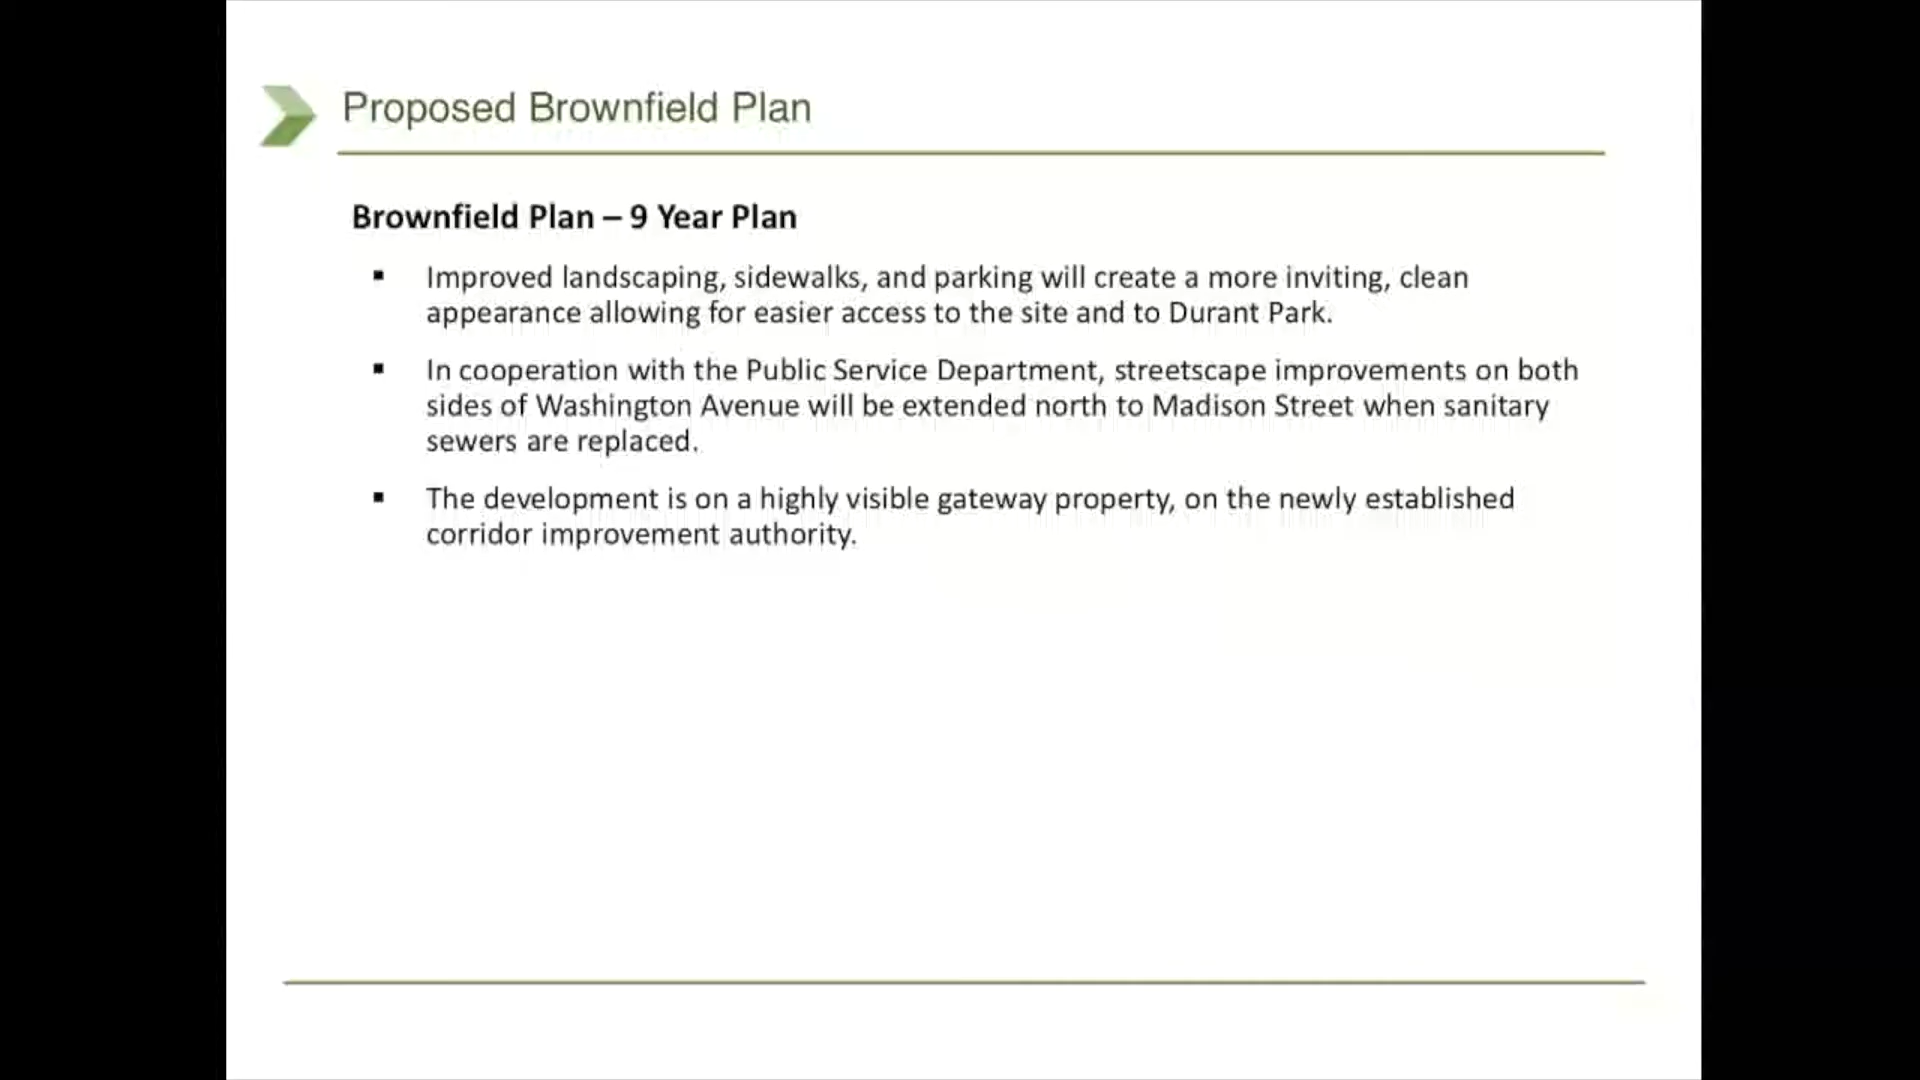 Proposed Brownfield Plan
Brownfield Plan – 9 Year Plan
▪ Improved landscaping, sidewalks, and parking will create a more inviting, clean
appearance allowing for easier access to the site and to Durant Park.
▪ In cooperation with the Public Service Department, streetscape improvements on both
sides of Washington Avenue will be extended north to Madison Street when sanitary
sewers are replaced.
▪ The development is on a highly visible gateway property, on the newly established
corridor improvement authority.